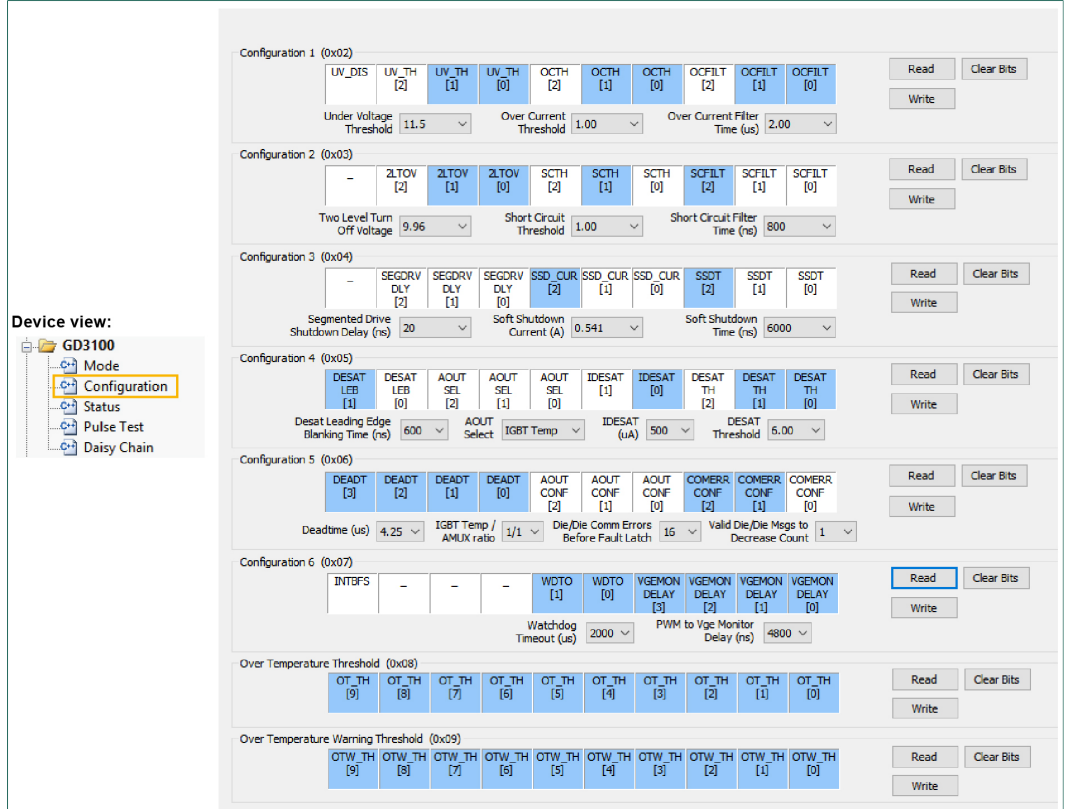 Device view:
GD3100
Mode
Configuration
Status
Pulse Test
Daisy Chain
Configuration 1 (0x02)
UV_DIS UV_TH [2] UV_TH [1] UV_TH [0] OCTH [2] OCTH [1] OCTH [0] OCFILT [2] OCFILT [1] OCFILT [0]
Read Clear Bits
Write
Under Voltage Threshold 11.5 Over Current Threshold 1.00 Over Current Filter Time (us) 2.00
Configuration 2 (0x03)
– 2LTOV [2] 2LTOV [1] 2LTOV [0] SCTH [2] SCTH [1] SCTH [0] SCFILT [2] SCFILT [1] SCFILT [0]
Read Clear Bits
Write
Two Level Turn Off Voltage 9.96 Short Circuit Threshold 1.00 Short Circuit Filter Time (ns) 800
Configuration 3 (0x04)
– SEGDRV DLY [2] SEGDRV DLY [1] SEGDRV DLY [0] SSD_CUR [2] SSD_CUR [1] SSD_CUR [0] SSDT [2] SSDT [1] SSDT [0]
Read Clear Bits
Write
Segmented Drive Shutdown Delay (ns) 20 Soft Shutdown Current (A) 0.541 Soft Shutdown Time (ns) 6000
Configuration 4 (0x05)
DESAT LEB [1] DESAT LEB [0] AOUT SEL [2] AOUT SEL [1] AOUT SEL [0] IDESAT [1] IDESAT [0] DESAT TH [2] DESAT TH [1] DESAT TH [0]
Read Clear Bits
Write
Desat Leading Edge Blanking Time (ns) 600 AOUT Select IGBT Temp IDESAT (uA) 500 DESAT Threshold 6.00
Configuration 5 (0x06)
DEADT [3] DEADT [2] DEADT [1] DEADT [0] AOUT CONF [2] AOUT CONF [1] AOUT CONF [0] COMERR CONF [2] COMERR CONF [1] COMERR CONF [0]
Read Clear Bits
Write
Deadtime (us) 4.25 IGBT Temp / AMUX ratio 1/1 Die/Die Comm Errors Before Fault Latch 16 Valid Die/Die Msgs to Decrease Count 1
Configuration 6 (0x07)
INTBFS – – – WDTO [1] WDTO [0] VGEMON DELAY [3] VGEMON DELAY [2] VGEMON DELAY [1] VGEMON DELAY [0]
Read Clear Bits
Write
Watchdog Timeout (us) 2000 PWM to Vge Monitor Delay (ns) 4800
Over Temperature Threshold (0x08)
OT_TH [9] OT_TH [8] OT_TH [7] OT_TH [6] OT_TH [5] OT_TH [4] OT_TH [3] OT_TH [2] OT_TH [1] OT_TH [0]
Read Clear Bits
Write
Over Temperature Warning Threshold (0x09)
OTW_TH [9] OTW_TH [8] OTW_TH [7] OTW_TH [6] OTW_TH [5] OTW_TH [4] OTW_TH [3] OTW_TH [2] OTW_TH [1] OTW_TH [0]
Read Clear Bits
Write